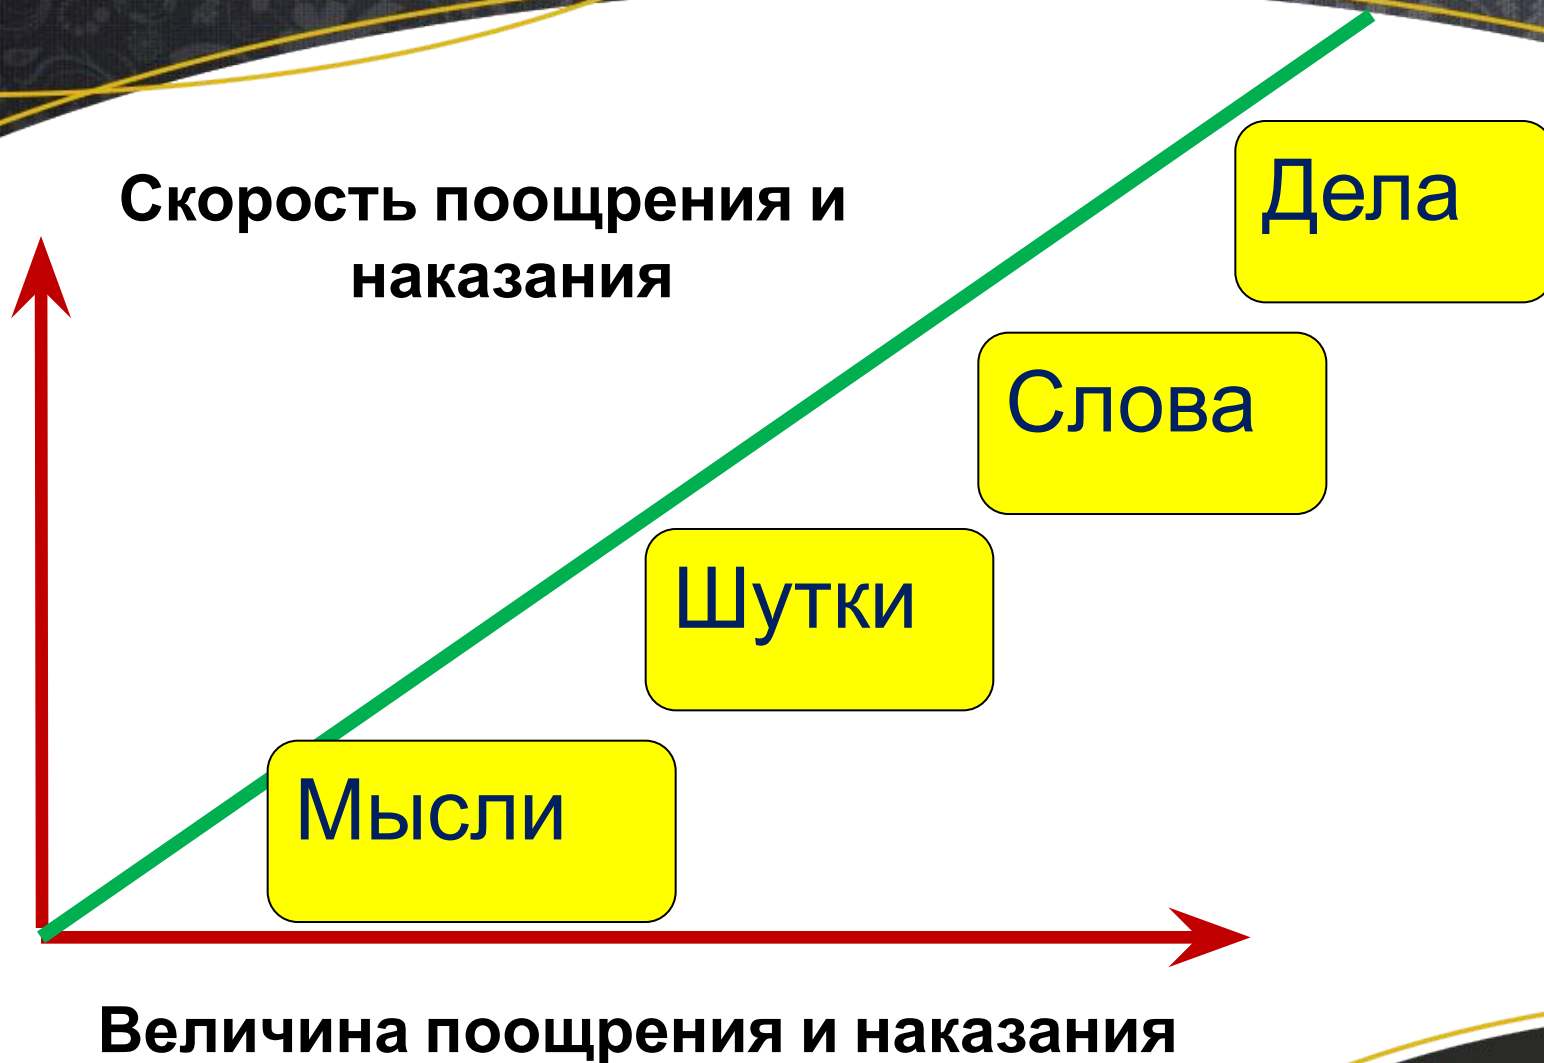 Скорость поощрения и
наказания
Дела
Слова
Шутки
Мысли
Величина поощрения и наказания